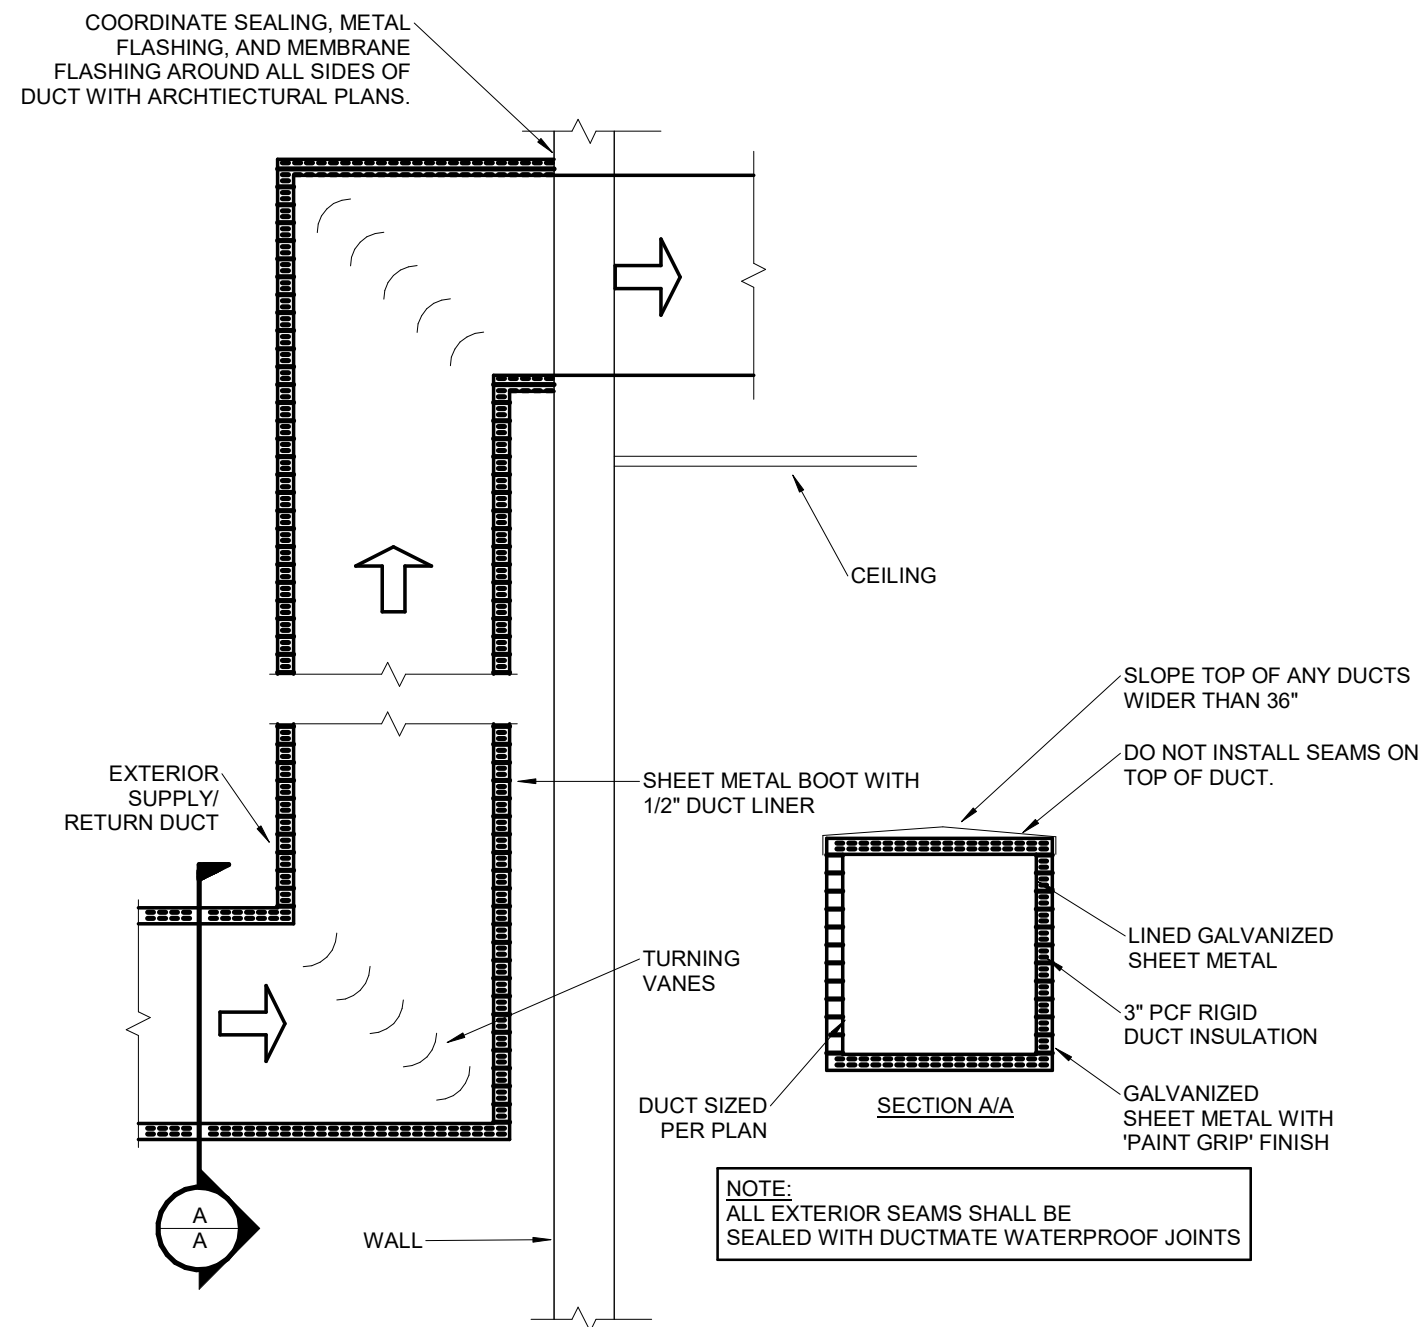 COORDINATE SEALING, METAL
FLASHING, AND MEMBRANE
FLASHING AROUND ALL SIDES OF
DUCT WITH ARCHTIECTURAL PLANS.
CEILING
SLOPE TOP OF ANY DUCTS
WIDER THAN 36"
DO NOT INSTALL SEAMS ON
TOP OF DUCT.
EXTERIOR
SUPPLY/
RETURN DUCT
SHEET METAL BOOT WITH
1/2" DUCT LINER
TURNING
VANES
LINED GALVANIZED
SHEET METAL
3" PCF RIGID
DUCT INSULATION
GALVANIZED
SHEET METAL WITH
'PAINT GRIP' FINISH
DUCT SIZED
PER PLAN
SECTION A/A
A
A
WALL
NOTE:
ALL EXTERIOR SEAMS SHALL BE
SEALED WITH DUCTMATE WATERPROOF JOINTS